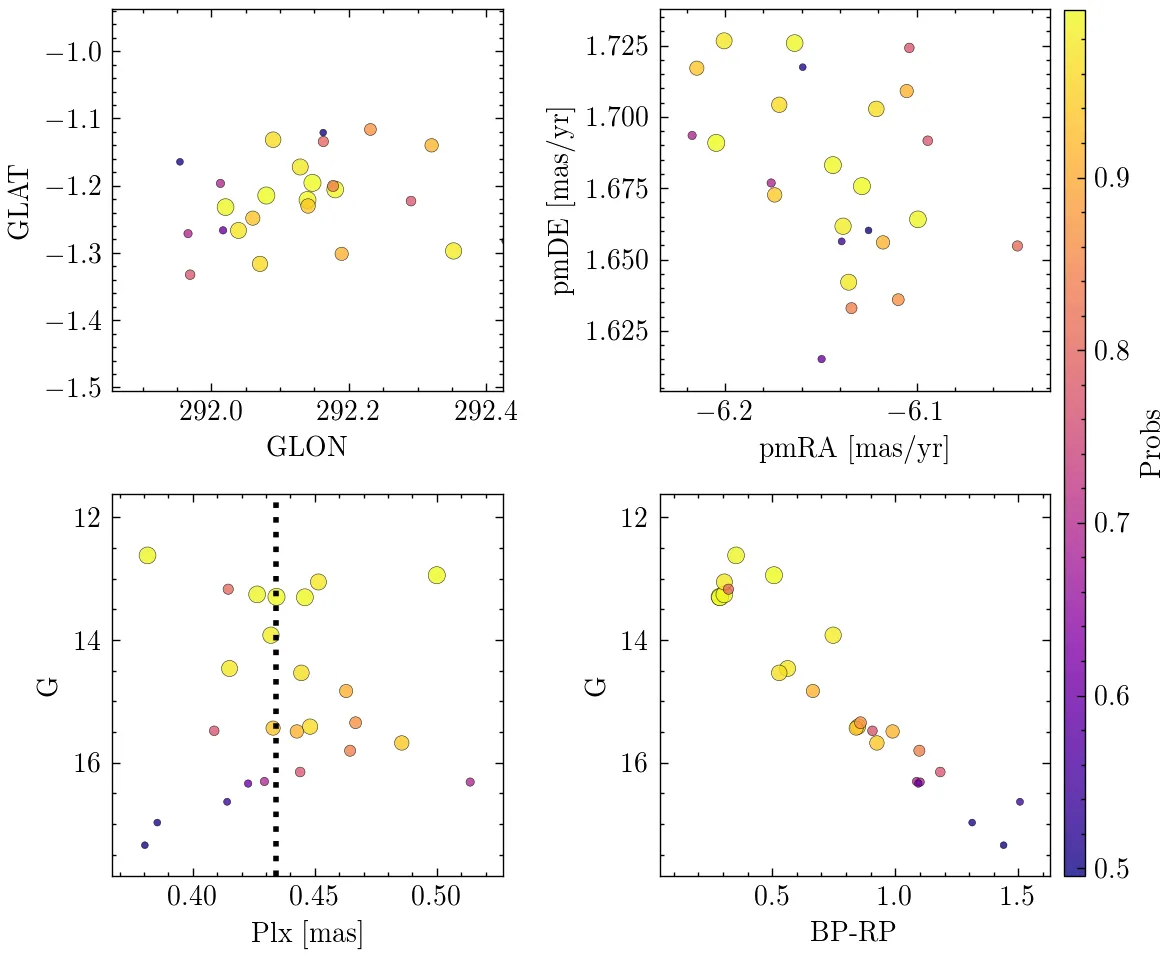 −1.0
−1.1
−1.2
−1.3
−1.4
−1.5
GLAT
292.0 292.2 292.4
GLON
1.725
1.700
1.675
1.650
1.625
pmDE [mas/yr]
−6.2 −6.1
pmRA [mas/yr]
12
14
16
G
0.40 0.45 0.50
Plx [mas]
12
14
16
G
0.5 1.0 1.5
BP-RP
0.9
0.8
0.7
0.6
0.5
Probs